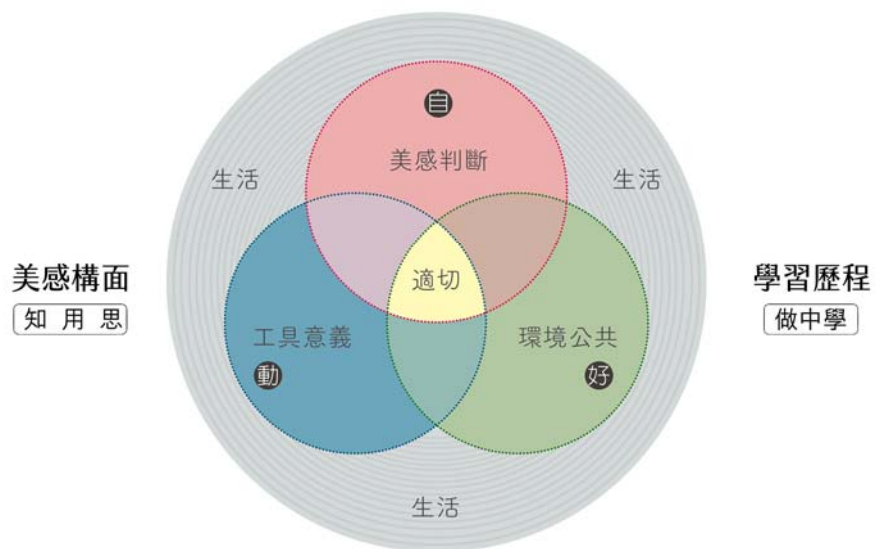 自
美感判斷
生活
生活
美感構面
知 用 思
適切
學習歷程
做中學
工具意義
環境公共
動
好
生活